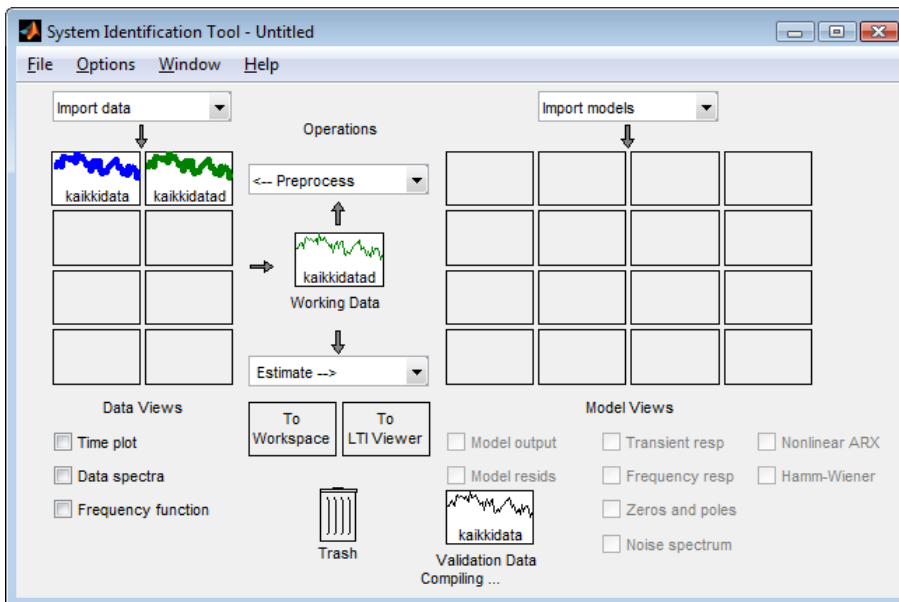 System Identification Tool - Untitled
File Options Window Help
Import data
Import models
Operations
kaikkidata
kaikkidatad
<-- Preprocess
kaikkidatad
Working Data
Estimate -->
Data Views
Time plot
Data spectra
Frequency function
To
Workspace
To
LTI Viewer
Trash
Model Views
Model output
Transient resp
Nonlinear ARX
Model resids
Frequency resp
Hamm-Wiener
Zeros and poles
Noise spectrum
kaikkidata
Validation Data
Compiling ...